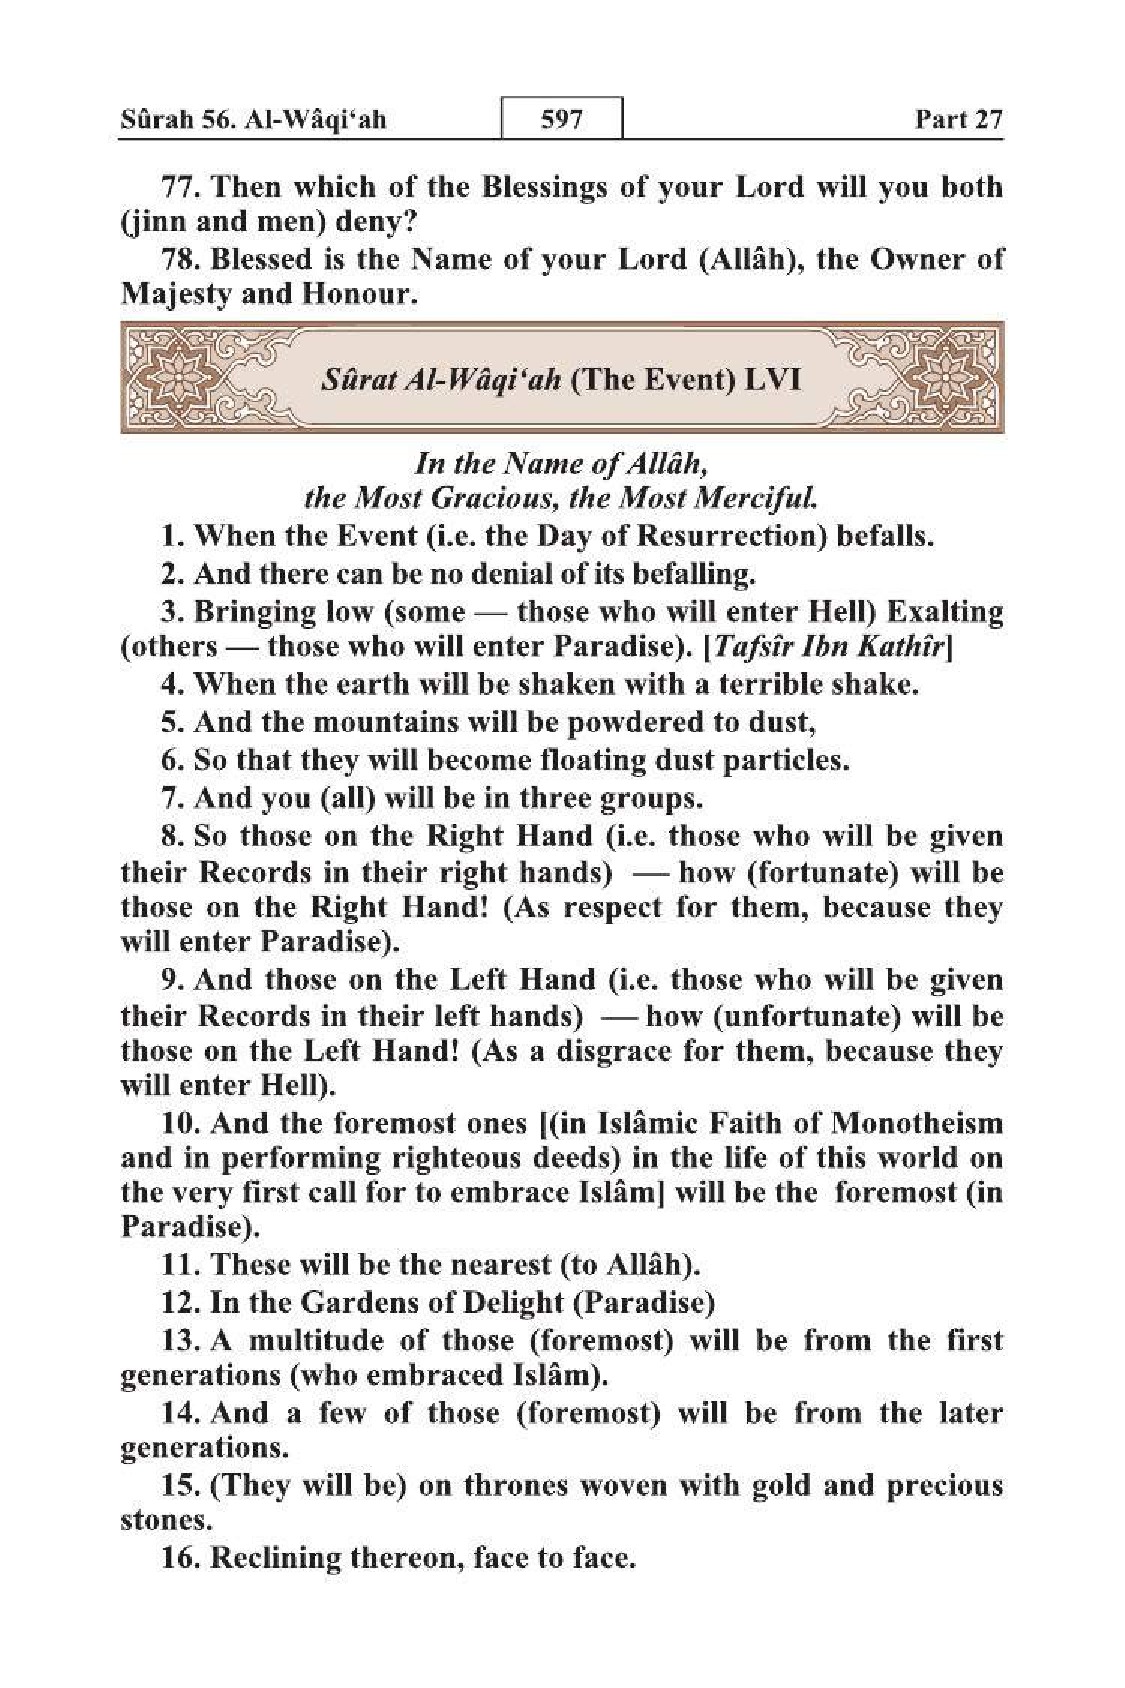 Sûrah 56. Al-Wâqi‘ah 597 Part 27
77. Then which of the Blessings of your Lord will you both
(jinn and men) deny?
78. Blessed is the Name of your Lord (Allâh), the Owner of
Majesty and Honour.
Sûrat Al-Wâqi‘ah (The Event) LVI
In the Name of Allâh,
the Most Gracious, the Most Merciful.
1. When the Event (i.e. the Day of Resurrection) befalls.
2. And there can be no denial of its befalling.
3. Bringing low (some — those who will enter Hell) Exalting
(others — those who will enter Paradise). [Tafsîr Ibn Kathîr]
4. When the earth will be shaken with a terrible shake.
5. And the mountains will be powdered to dust,
6. So that they will become floating dust particles.
7. And you (all) will be in three groups.
8. So those on the Right Hand (i.e. those who will be given
their Records in their right hands) — how (fortunate) will be
those on the Right Hand! (As respect for them, because they
will enter Paradise).
9. And those on the Left Hand (i.e. those who will be given
their Records in their left hands) — how (unfortunate) will be
those on the Left Hand! (As a disgrace for them, because they
will enter Hell).
10. And the foremost ones [(in Islâmic Faith of Monotheism
and in performing righteous deeds) in the life of this world on
the very first call for to embrace Islâm] will be the foremost (in
Paradise).
11. These will be the nearest (to Allâh).
12. In the Gardens of Delight (Paradise)
13. A multitude of those (foremost) will be from the first
generations (who embraced Islâm).
14. And a few of those (foremost) will be from the later
generations.
15. (They will be) on thrones woven with gold and precious
stones.
16. Reclining thereon, face to face.